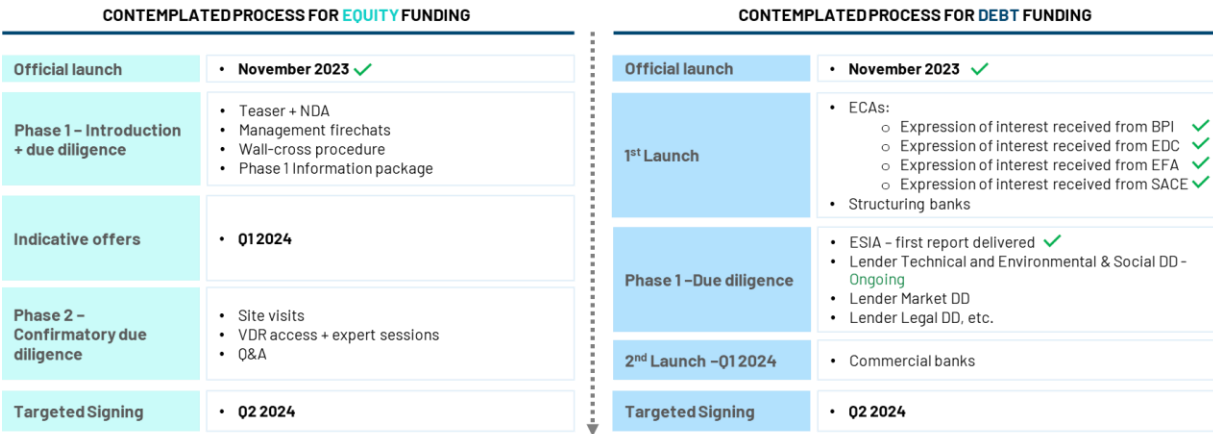 CONTEMPLATED PROCESS FOR EQUITY FUNDING
Official launch
• November 2023 ✓
Phase 1 – Introduction
+ due diligence
• Teaser + NDA
• Management firechats
• Wall-cross procedure
• Phase 1 Information package
Indicative offers
• Q1 2024
Phase 2 –
Confirmatory due
diligence
• Site visits
• VDR access + expert sessions
• Q&A
Targeted Signing
• Q2 2024
CONTEMPLATED PROCESS FOR DEBT FUNDING
Official launch
• November 2023 ✓
1st Launch
• ECAs:
o Expression of interest received from BPI ✓
o Expression of interest received from EDC ✓
o Expression of interest received from EFA ✓
o Expression of interest received from SACE ✓
• Structuring banks
Phase 1 –Due diligence
• ESIA – first report delivered ✓
• Lender Technical and Environmental & Social DD -
Ongoing
• Lender Market DD
• Lender Legal DD, etc.
2nd Launch –Q1 2024
• Commercial banks
Targeted Signing
• Q2 2024